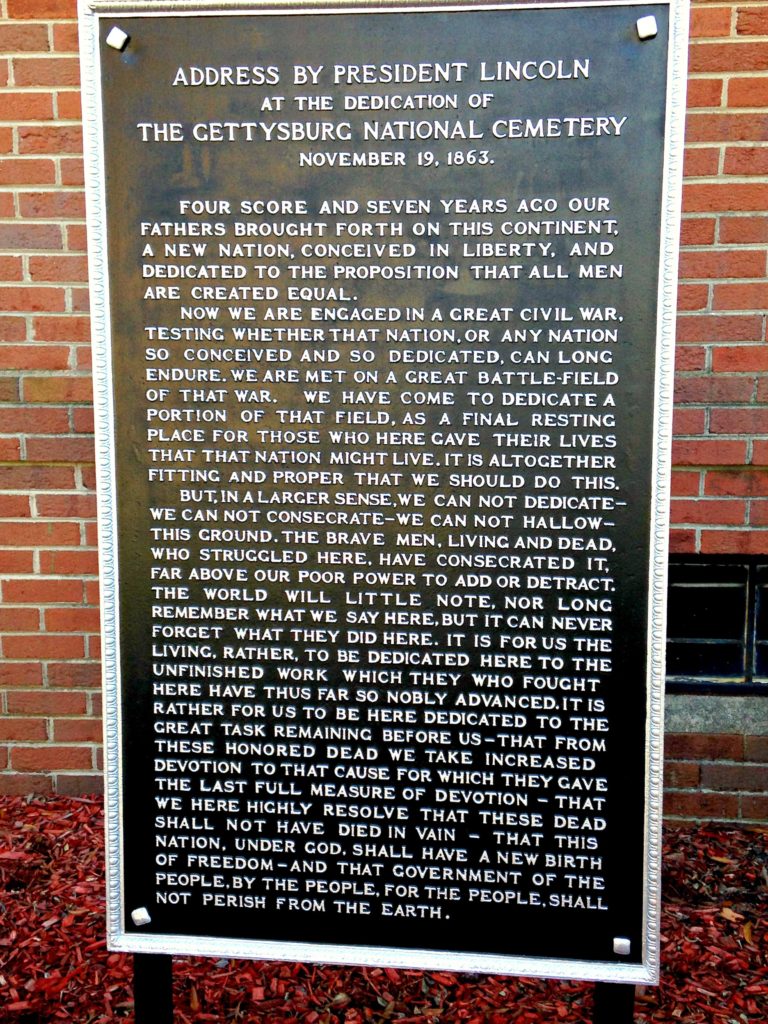 ADDRESS BY PRESIDENT LINCOLN
AT THE DEDICATION OF
THE GETTYSBURG NATIONAL CEMETERY
NOVEMBER 19, 1863.
FOUR SCORE AND SEVEN YEARS AGO OUR
FATHERS BROUGHT FORTH ON THIS CONTINENT,
A NEW NATION, CONCEIVED IN LIBERTY, AND
DEDICATED TO THE PROPOSITION THAT ALL MEN
ARE CREATED EQUAL.
NOW WE ARE ENGAGED IN A GREAT CIVIL WAR,
TESTING WHETHER THAT NATION, OR ANY NATION
SO CONCEIVED AND SO DEDICATED, CAN LONG
ENDURE. WE ARE MET ON A GREAT BATTLE-FIELD
OF THAT WAR. WE HAVE COME TO DEDICATE A
PORTION OF THAT FIELD, AS A FINAL RESTING
PLACE FOR THOSE WHO HERE GAVE THEIR LIVES
THAT THAT NATION MIGHT LIVE. IT IS ALTOGETHER
FITTING AND PROPER THAT WE SHOULD DO THIS.
BUT, IN A LARGER SENSE, WE CAN NOT DEDICATE–
WE CAN NOT CONSECRATE–WE CAN NOT HALLOW–
THIS GROUND. THE BRAVE MEN, LIVING AND DEAD,
WHO STRUGGLED HERE, HAVE CONSECRATED IT,
FAR ABOVE OUR POOR POWER TO ADD OR DETRACT.
THE WORLD WILL LITTLE NOTE, NOR LONG
REMEMBER WHAT WE SAY HERE, BUT IT CAN NEVER
FORGET WHAT THEY DID HERE. IT IS FOR US THE
LIVING, RATHER, TO BE DEDICATED HERE TO THE
UNFINISHED WORK WHICH THEY WHO FOUGHT
HERE HAVE THUS FAR SO NOBLY ADVANCED. IT IS
RATHER FOR US TO BE HERE DEDICATED TO THE
GREAT TASK REMAINING BEFORE US–THAT FROM
THESE HONORED DEAD WE TAKE INCREASED
DEVOTION TO THAT CAUSE FOR WHICH THEY GAVE
THE LAST FULL MEASURE OF DEVOTION – THAT
WE HERE HIGHLY RESOLVE THAT THESE DEAD
SHALL NOT HAVE DIED IN VAIN – THAT THIS
NATION, UNDER GOD, SHALL HAVE A NEW BIRTH
OF FREEDOM–AND THAT GOVERNMENT OF THE
PEOPLE, BY THE PEOPLE, FOR THE PEOPLE, SHALL
NOT PERISH FROM THE EARTH.